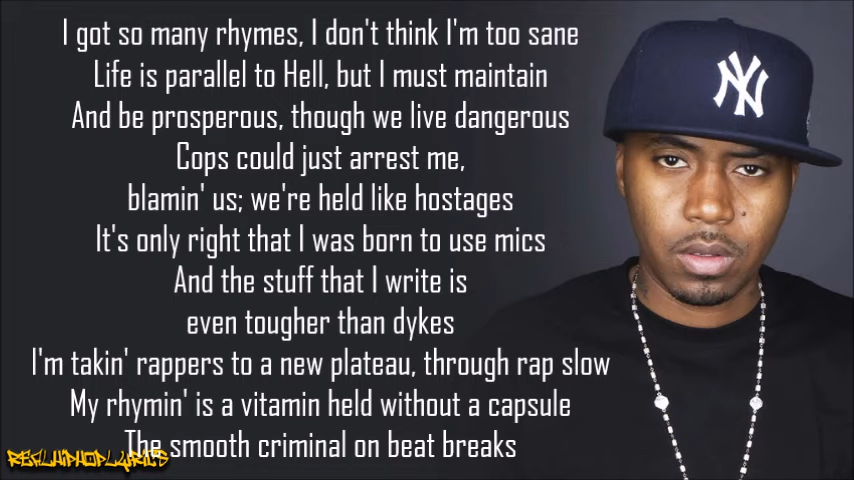 I got so many rhymes, I don't think I'm too sane
Life is parallel to Hell, but I must maintain
And be prosperous, though we live dangerous
Cops could just arrest me,
blamin' us; we're held like hostages
It's only right that I was born to use mics
And the stuff that I write is
even tougher than dykes
I'm takin' rappers to a new plateau, through rap slow
My rhymin' is a vitamin held without a capsule
The smooth criminal on beat breaks
REALHIPHOPLYRICS
NY